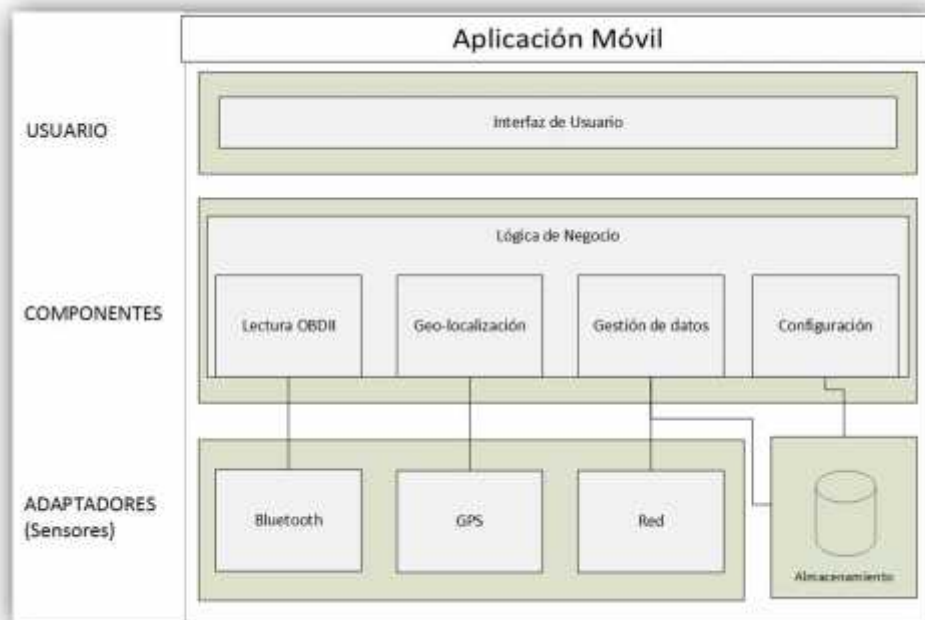 Aplicación Móvil
USUARIO
Interfaz de Usuario
COMPONENTES
Lógica de Negocio
Lectura OBDII
Geo-localización
Gestión de datos
Configuración
ADAPTADORES
(Sensores)
Bluetooth
GPS
Red
Almacenamiento